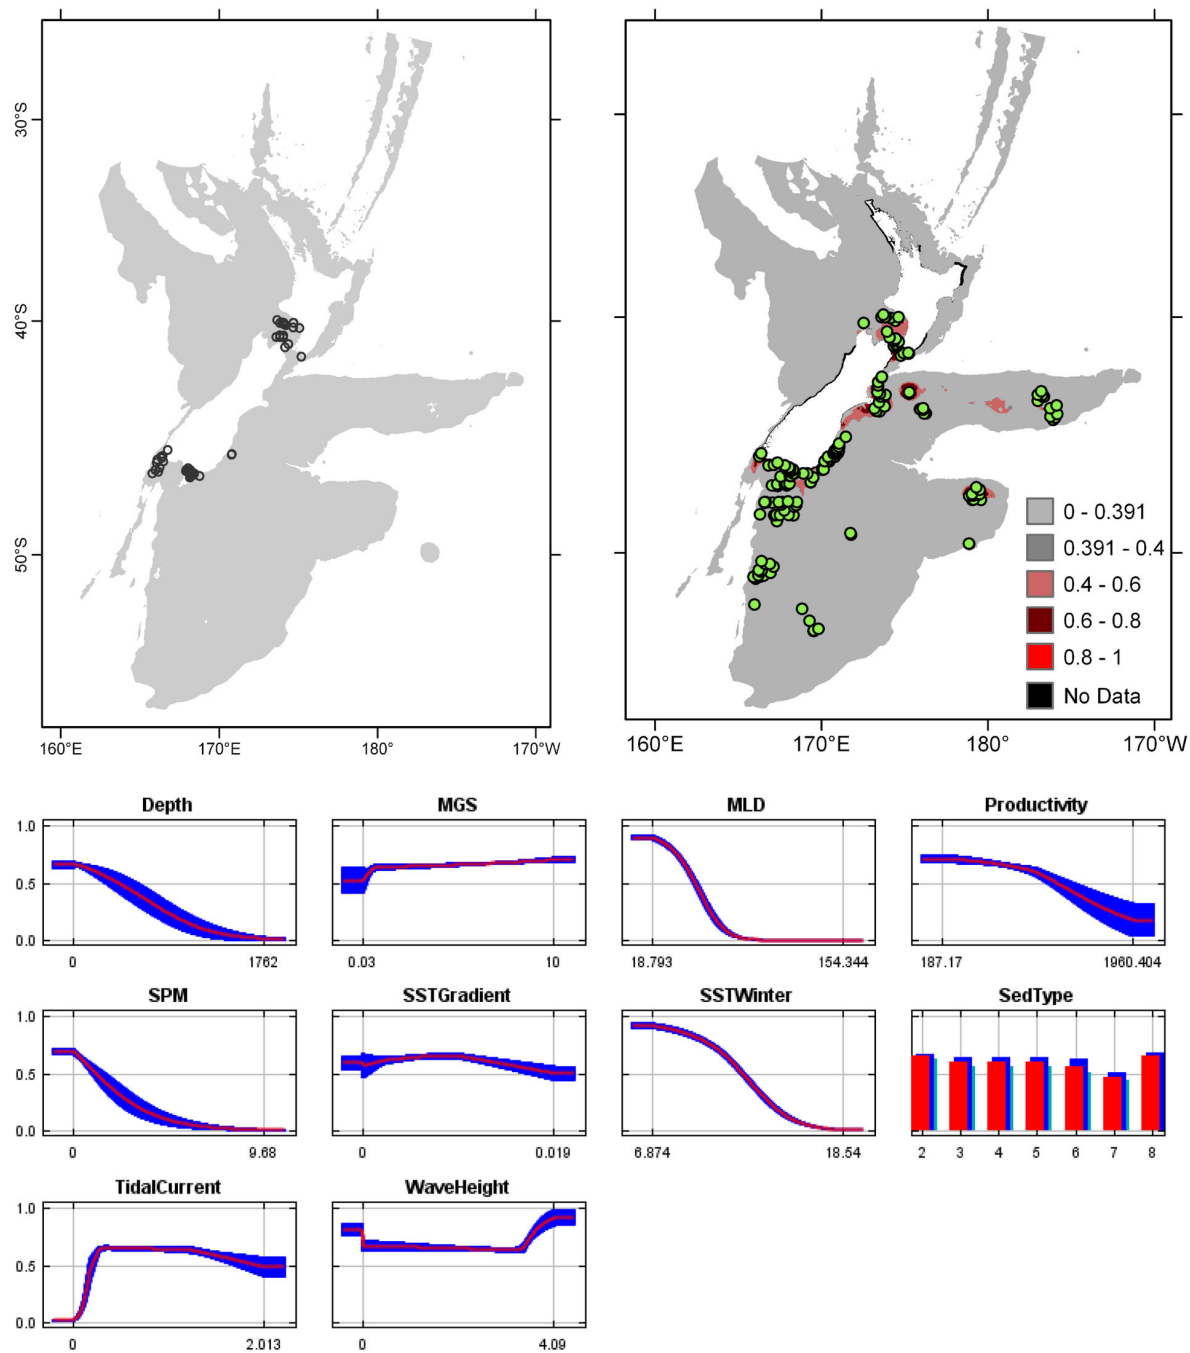 30°S
40°S
50°S
160°E
170°E
180°
170°W
0 - 0.391
0.391 - 0.4
0.4 - 0.6
0.6 - 0.8
0.8 - 1
No Data
160°E
170°E
180°
170°W
Depth
MGS
MLD
Productivity
1.0
0.5
0.0
0
1762
0.03
10
18.793
154.344
187.17
1960.404
SPM
SSTGradient
SSTWinter
SedType
1.0
0.5
0.0
0
9.68
0
0.019
6.874
18.54
2 3 4 5 6 7 8
TidalCurrent
WaveHeight
1.0
0.5
0.0
0
2.013
0
4.09